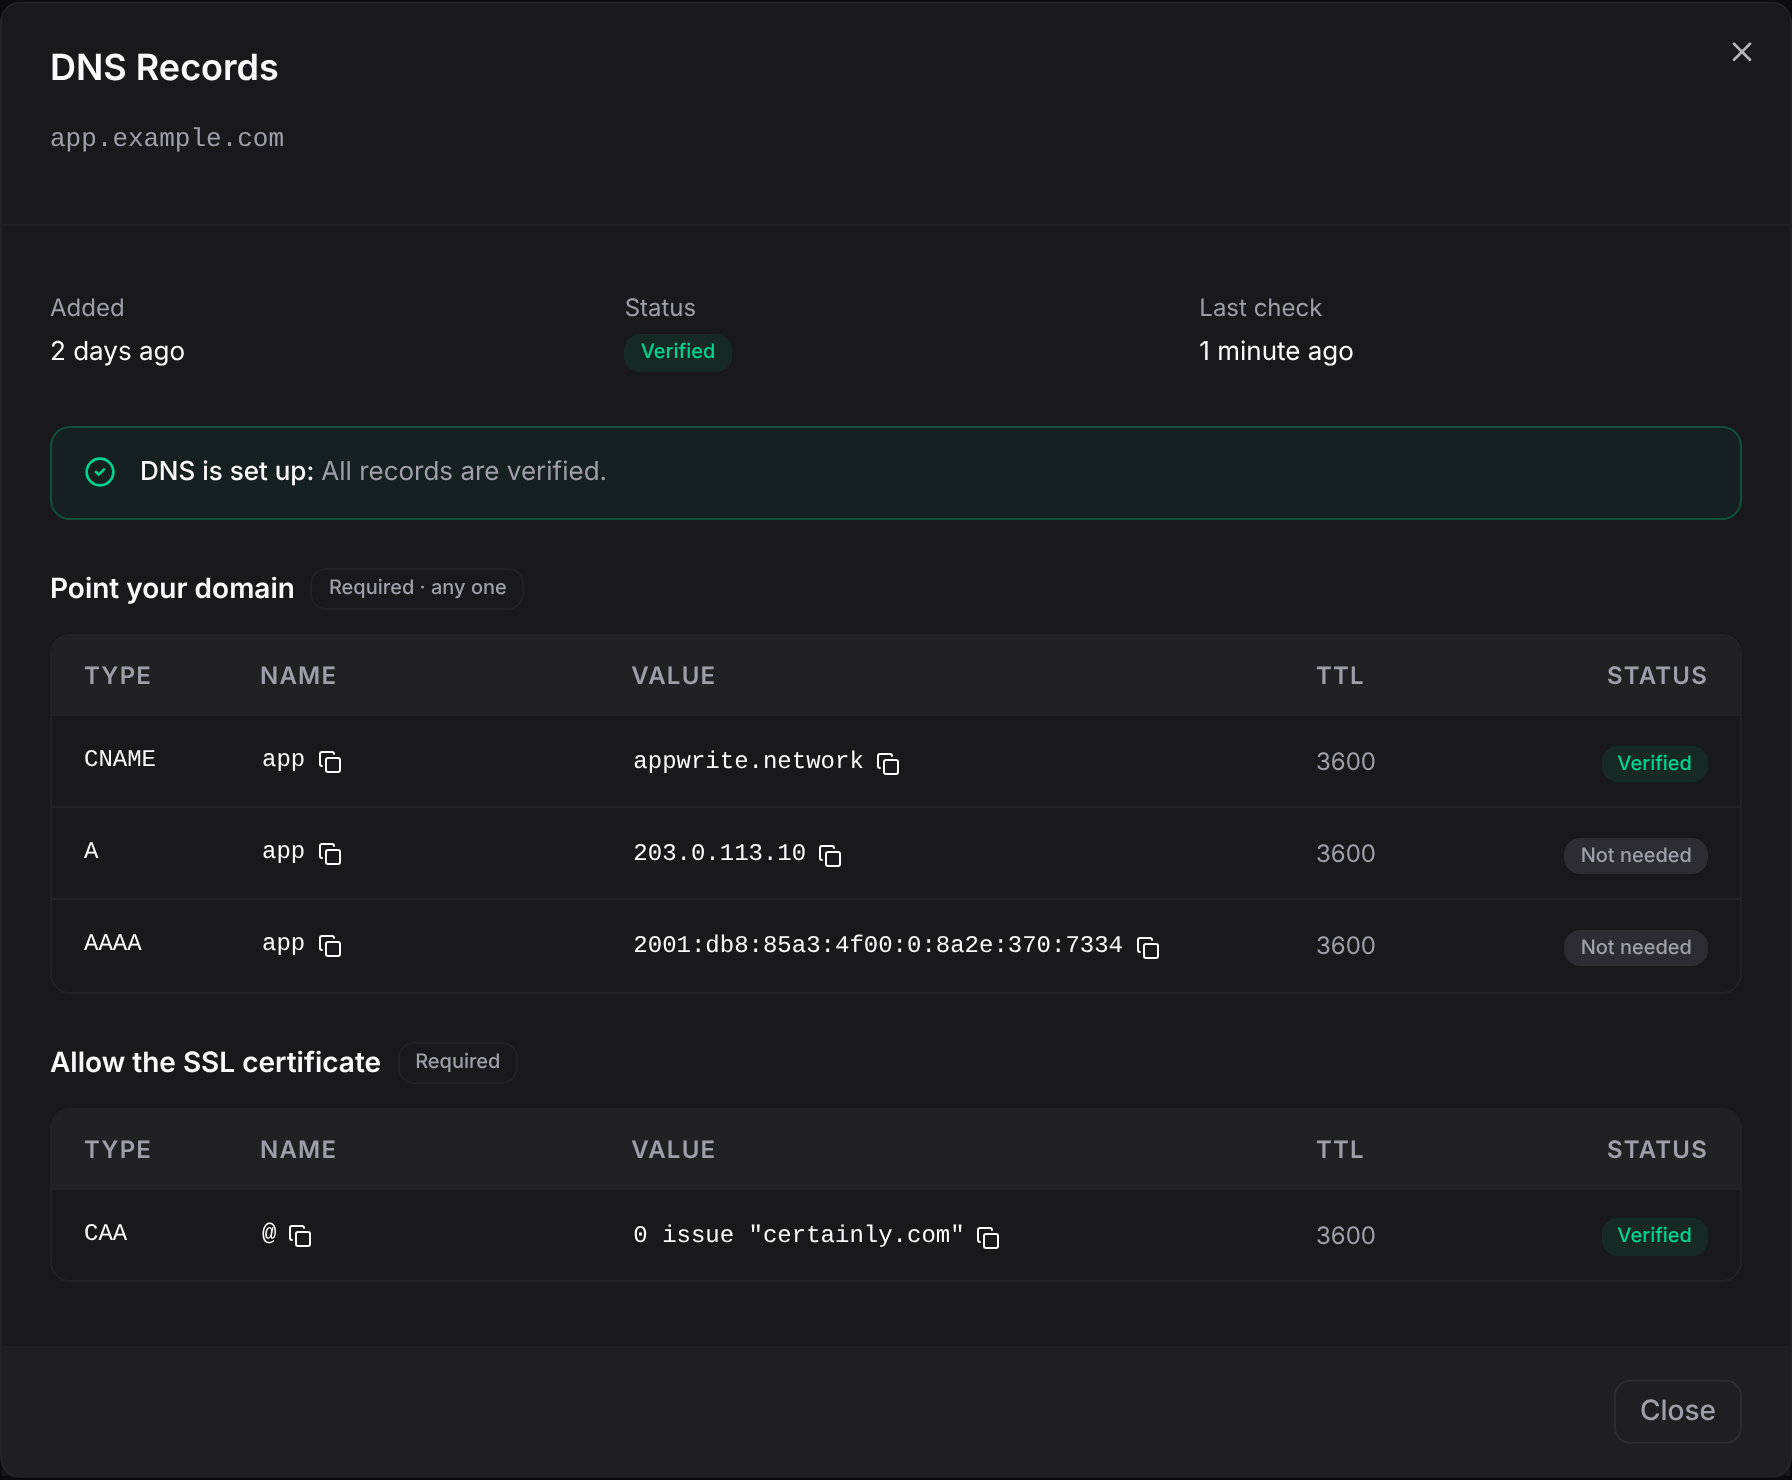 DNS Records
app.example.com
Added
2 days ago
Status
Verified
Last check
1 minute ago
DNS is set up: All records are verified.
Point your domain Required · any one
TYPE NAME VALUE TTL STATUS
CNAME app appwrite.network 3600 Verified
A app 203.0.113.10 3600 Not needed
AAAA app 2001:db8:85a3:4f00:0:8a2e:370:7334 3600 Not needed
Allow the SSL certificate Required
TYPE NAME VALUE TTL STATUS
CAA @ 0 issue "certainly.com" 3600 Verified
Close